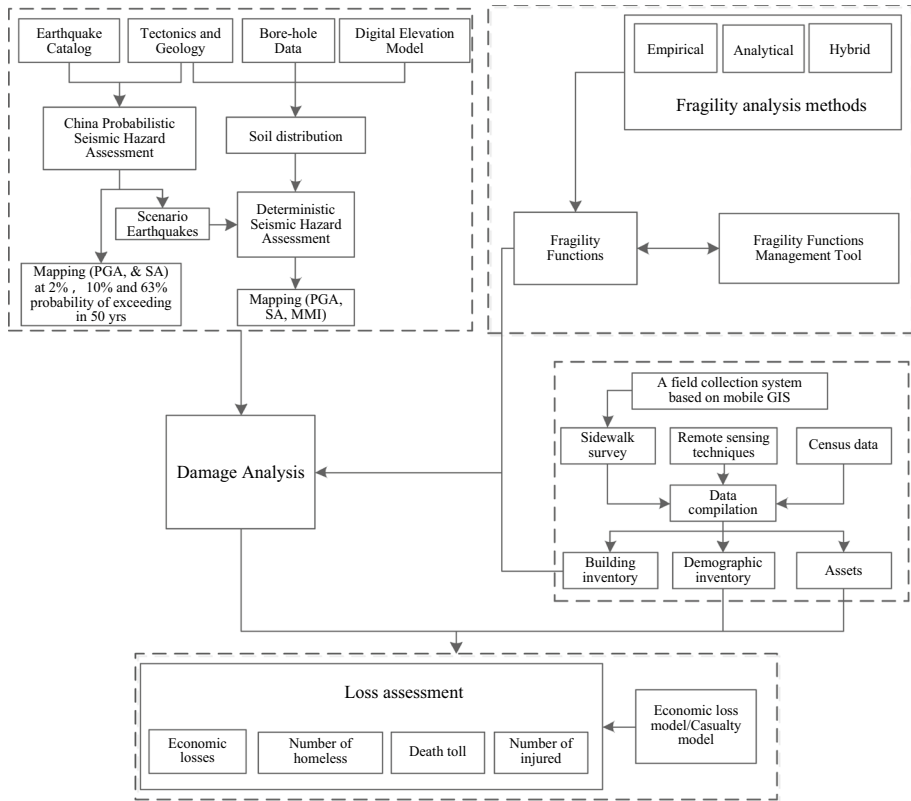 Earthquake
Catalog
Tectonics and
Geology
Bore-hole
Data
Digital Elevation
Model
China Probabilistic
Seismic Hazard
Assessment
Soil distribution
Scenario
Earthquakes
Deterministic
Seismic Hazard
Assessment
Mapping (PGA, & SA)
at 2%, 10% and 63%
probability of exceeding
in 50 yrs
Mapping (PGA,
SA, MMI)
Empirical
Analytical
Hybrid
Fragility analysis methods
Fragility
Functions
Fragility Functions
Management Tool
Damage Analysis
A field collection system
based on mobile GIS
Sidewalk
survey
Remote sensing
techniques
Census data
Data
compilation
Building
inventory
Demographic
inventory
Assets
Loss assessment
Economic
losses
Number of
homeless
Death toll
Number of
injured
Economic loss
model/Casualty
model